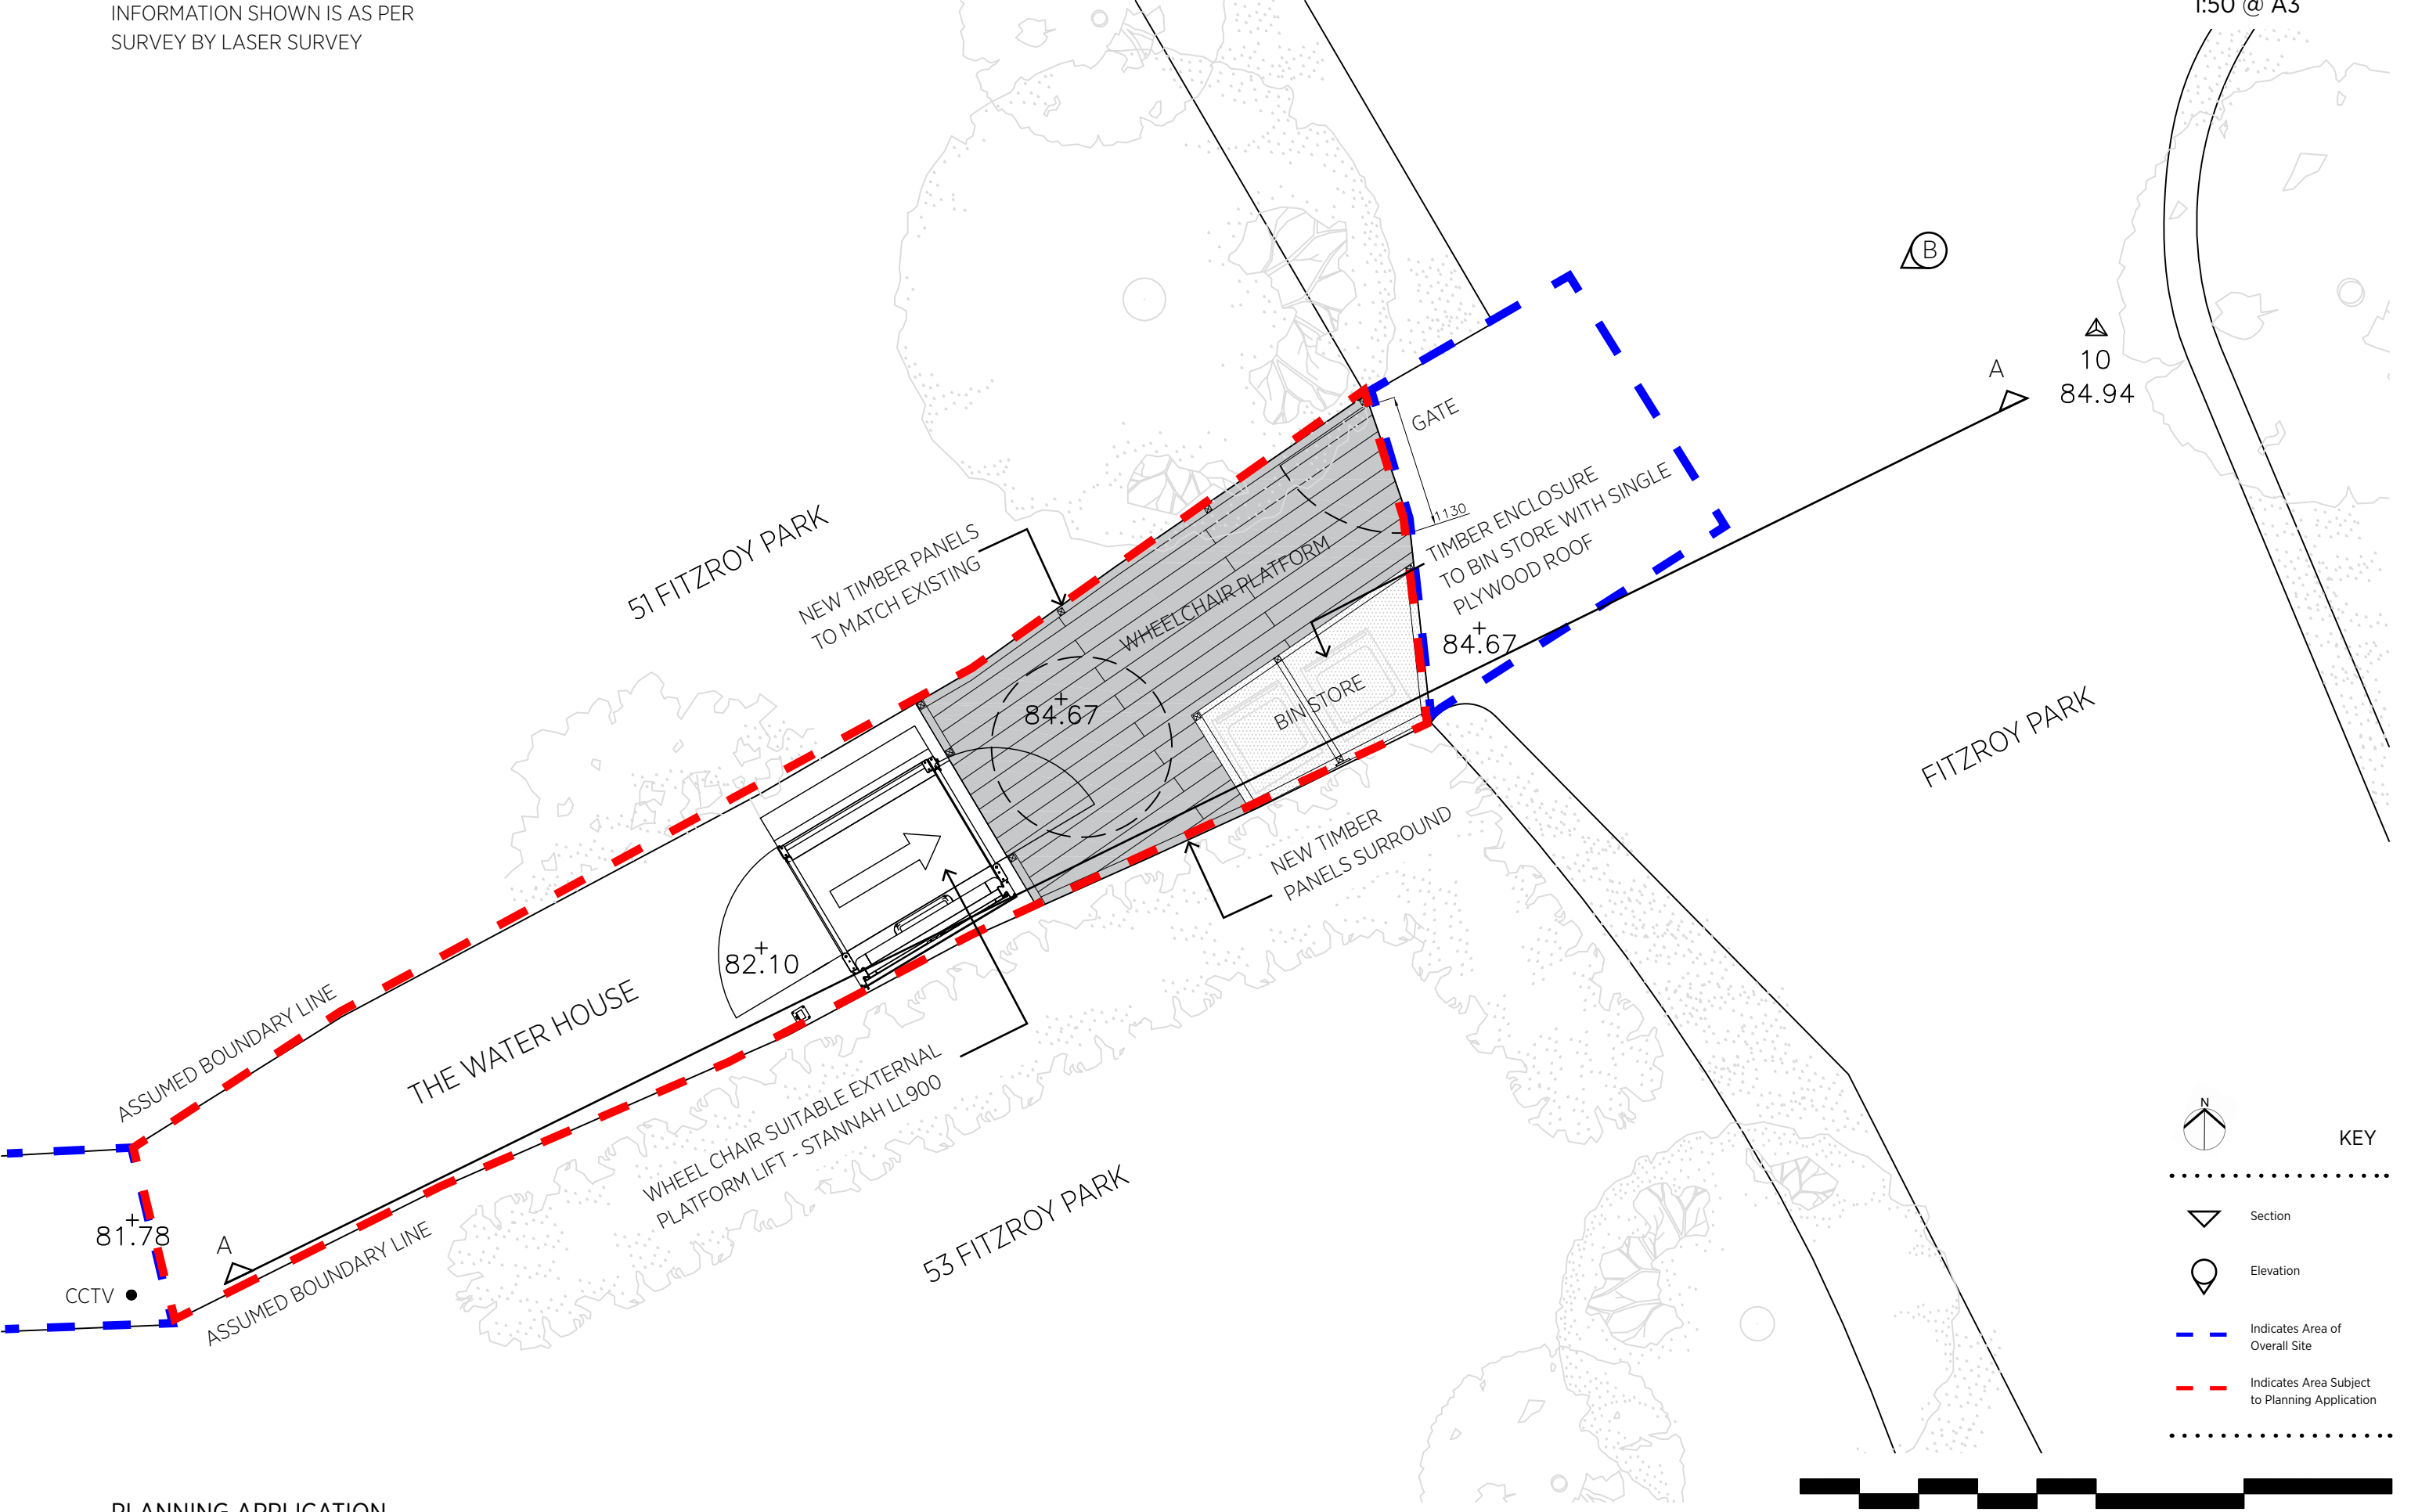 INFORMATION SHOWN IS AS PER
SURVEY BY LASER SURVEY
1:50 @ A3
B
10
84.94
A
GATE
1130
TIMBER ENCLOSURE
TO BIN STORE WITH SINGLE
PLYWOOD ROOF
51 FITZROY PARK
NEW TIMBER PANELS
TO MATCH EXISTING
WHEELCHAIR PLATFORM
84.67
84.67
BIN STORE
FITZROY PARK
NEW TIMBER
PANELS SURROUND
82.10
ASSUMED BOUNDARY LINE
THE WATER HOUSE
WHEEL CHAIR SUITABLE EXTERNAL
PLATFORM LIFT - STANNAH LL900
53 FITZROY PARK
81.78
A
CCTV
ASSUMED BOUNDARY LINE
N
KEY
Section
Elevation
Indicates Area of
Overall Site
Indicates Area Subject
to Planning Application
PLANNING APPLICATION